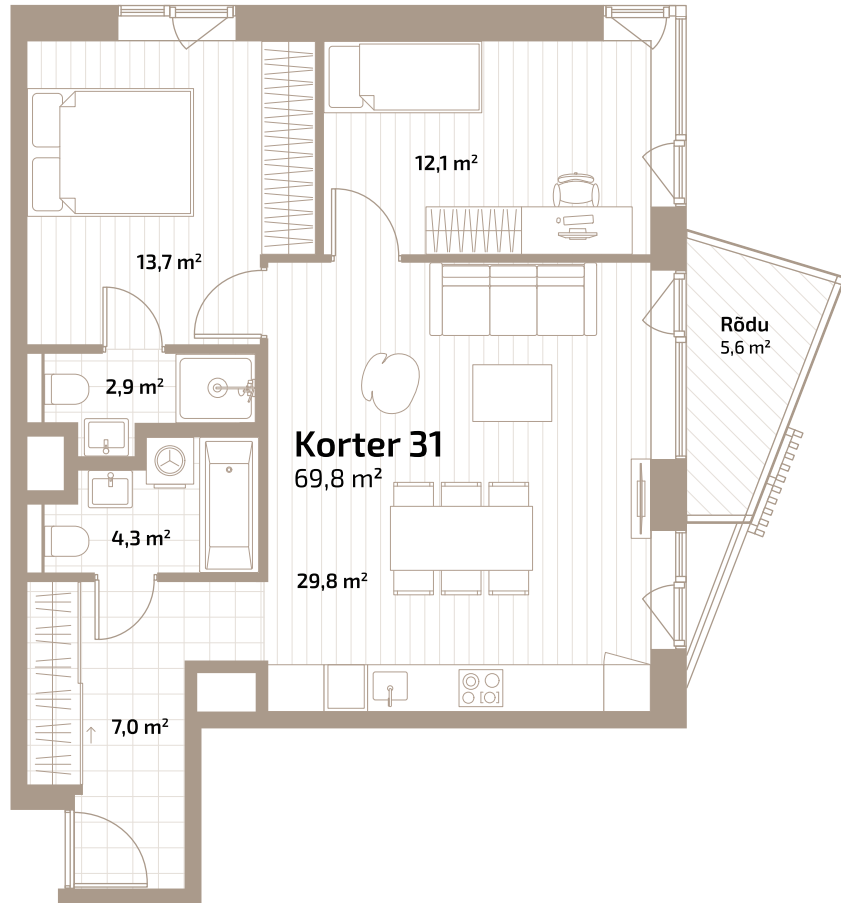 12,1 m²
13,7 m²
Rõdu
5,6 m²
2,9 m²
Korter 31
69,8 m²
4,3 m²
29,8 m²
7,0 m²